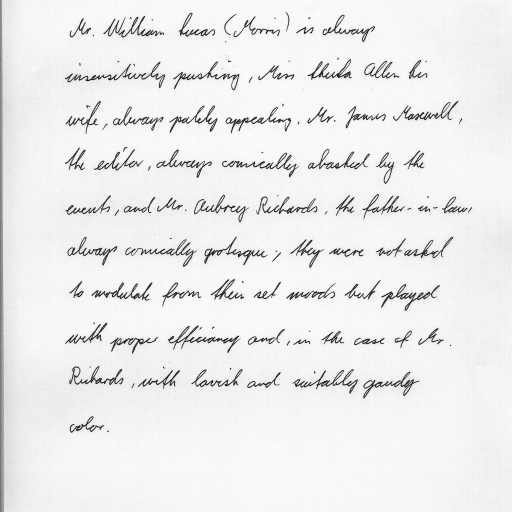 Mr. William Lucas (Morris) is always
insensitively pushing, Miss Sheila Allen his
wife, always palely appealing, Mr. James Maxwell,
the editor, always comically abashed by the
events, and Mr. Aubrey Richards, the father-in-law,
always comically grotesque; they were not asked
to modulate from their set moods but played
with proper efficiency and, in the case of Mr.
Richards, with lavish and suitably gaudy
color.